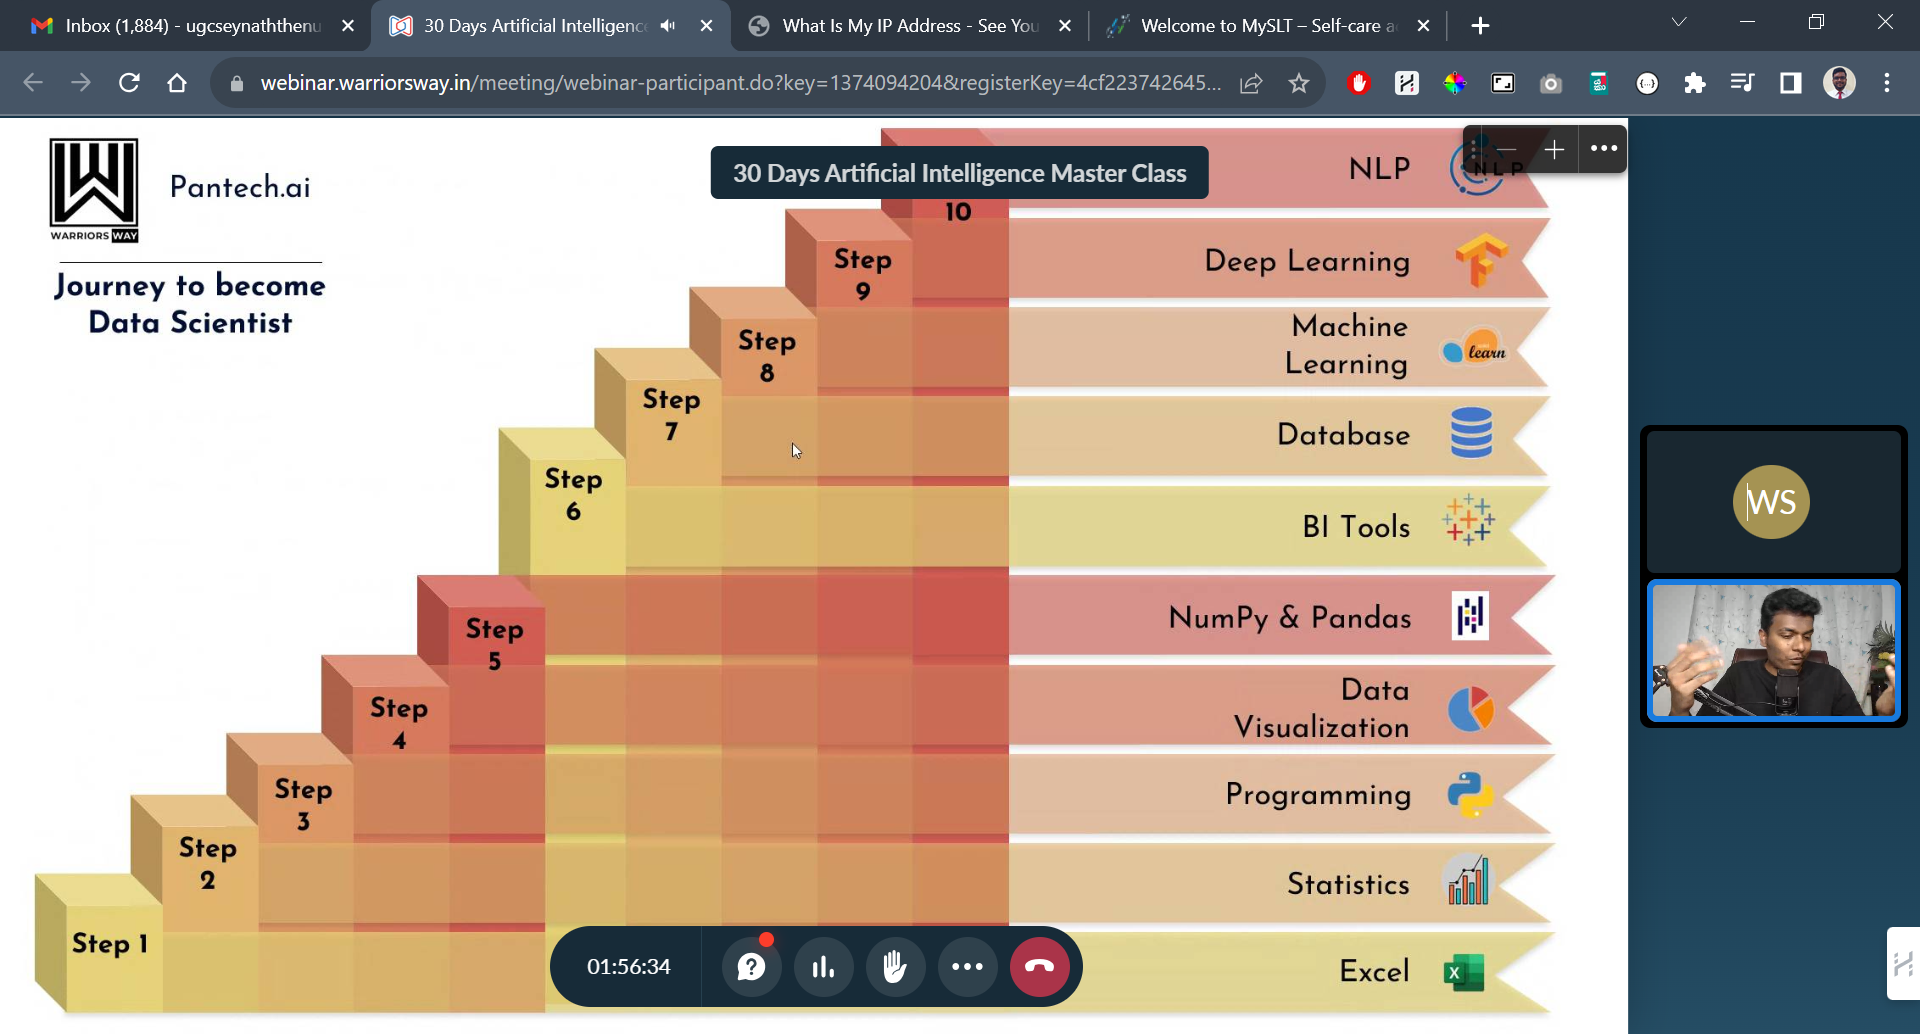 Inbox (1,884) - ugcseynaththenu
30 Days Artificial Intelligence
What Is My IP Address - See You
Welcome to MySLT – Self-care a
webinar.warriorsway.in/meeting/webinar-participant.do?key=1374094204&registerKey=4cf223742645...
WARRIORS WAY
Pantech.ai
Journey to become
Data Scientist
30 Days Artificial Intelligence Master Class
NLP
NLP
10
Step
9
Deep Learning
Step
8
Machine
Learning
learn
Step
7
Database
Step
6
BI Tools
Step
5
NumPy & Pandas
Step
4
Data
Visualization
Step
3
Programming
Step
2
Statistics
Step 1
Excel
X
01:56:34
WS